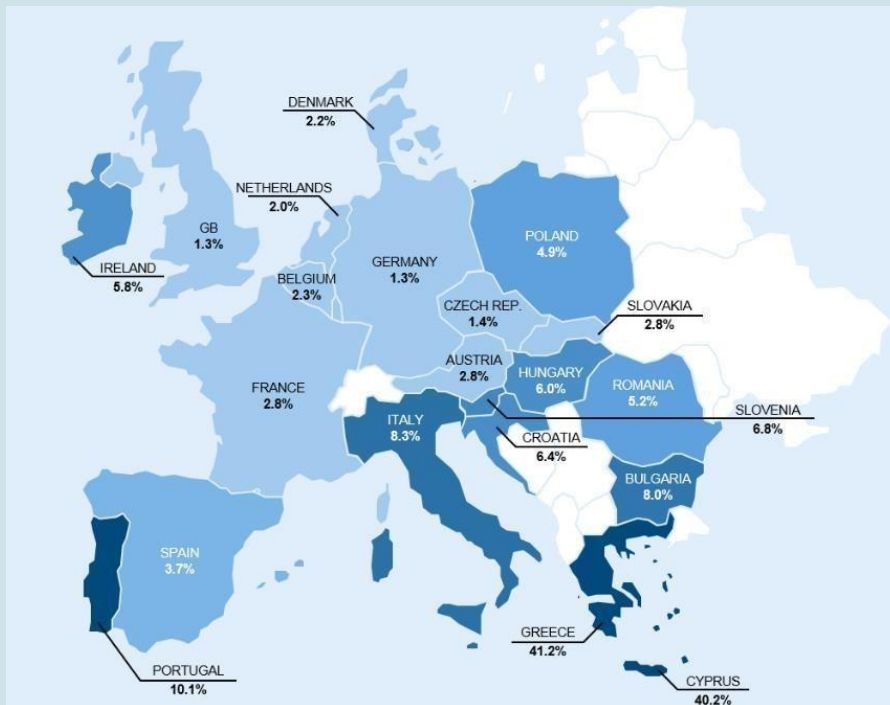 DENMARK
2.2%
NETHERLANDS
2.0%
GB
1.3%
IRELAND
5.8%
BELGIUM
2.3%
GERMANY
1.3%
POLAND
4.9%
CZECH REP.
1.4%
SLOVAKIA
2.8%
AUSTRIA
2.8%
HUNGARY
6.0%
FRANCE
2.8%
ROMANIA
5.2%
SLOVENIA
6.8%
ITALY
8.3%
CROATIA
6.4%
BULGARIA
8.0%
SPAIN
3.7%
GREECE
41.2%
PORTUGAL
10.1%
CYPRUS
40.2%